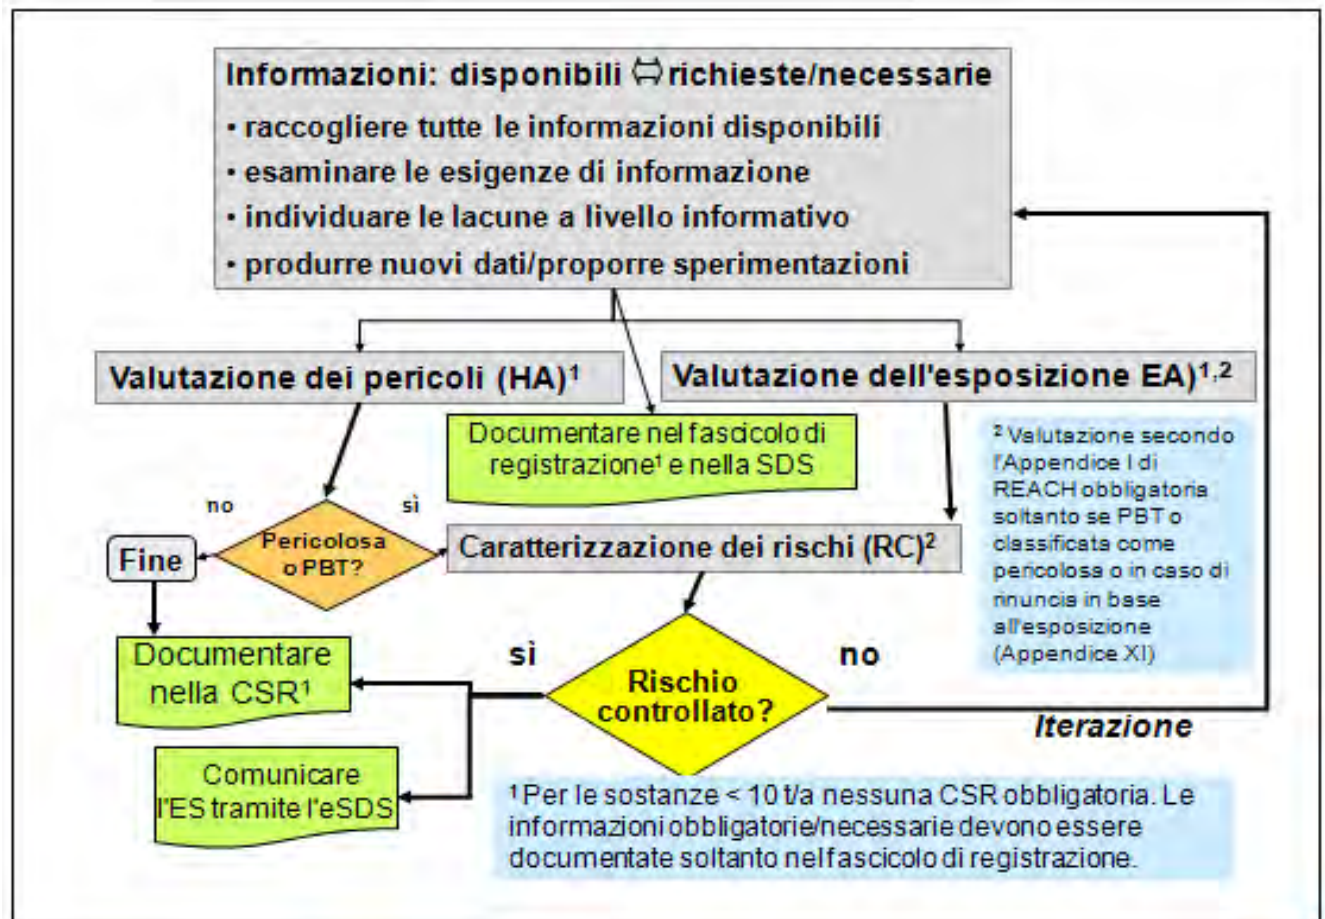 Informazioni: disponibili ⇔ richieste/necessarie
• raccogliere tutte le informazioni disponibili
• esaminare le esigenze di informazione
• individuare le lacune a livello informativo
• produrre nuovi dati/proporre sperimentazioni
Valutazione dei pericoli (HA)¹
Valutazione dell'esposizione EA)¹,²
Documentare nel fascicolo di
registrazione¹ e nella SDS
² Valutazione secondo
l'Appendice I di
REACH obbligatoria
soltanto se PBT o
classificata come
pericolosa o in caso di
rinuncia in base
all'esposizione
(Appendice XI)
no
sì
Pericolosa
o PBT?
Fine
Caratterizzazione dei rischi (RC)²
Documentare
nella CSR¹
sì
no
Rischio
controllato?
Iterazione
Comunicare
l'ES tramite l'eSDS
¹ Per le sostanze < 10 t/a nessuna CSR obbligatoria. Le
informazioni obbligatorie/necessarie devono essere
documentate soltanto nel fascicolo di registrazione.